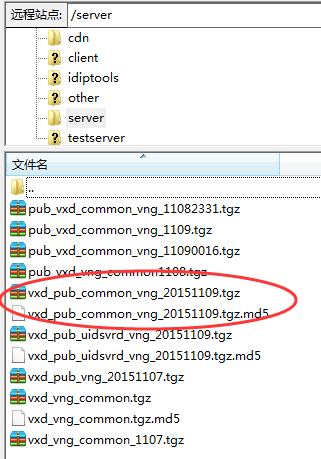 远程站点: /server
cdn
client
idiptools
other
server
testserver
文件名
..
pub_vxd_common_vng_11082331.tgz
pub_vxd_common_vng_1109.tgz
pub_vxd_common_vng_11090016.tgz
pub_vxd_vng_common1108.tgz
vxd_pub_common_vng_20151109.tgz
vxd_pub_common_vng_20151109.tgz.md5
vxd_pub_uidsvrd_vng_20151109.tgz
vxd_pub_uidsvrd_vng_20151109.tgz.md5
vxd_pub_vng_20151107.tgz
vxd_vng_common.tgz
vxd_vng_common.tgz.md5
vxd_vng_common_1107.tgz